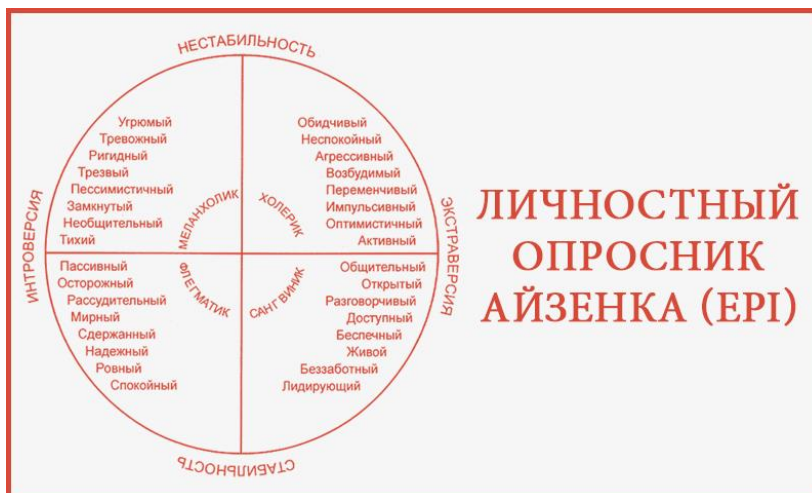 НЕСТАБИЛЬНОСТЬ
Угрюмый
Тревожный
Ригидный
Трезвый
Пессимистичный
Замкнутый
Необщительный
Тихий
МЕЛАНХОЛИК
Обидчивый
Неспокойный
Агрессивный
Возбудимый
Переменчивый
Импульсивный
Оптимистичный
Активный
ХОЛЕРИК
ИНТРОВЕРСИЯ
ЭКСТРАВЕРСИЯ
Пассивный
Осторожный
Рассудительный
Мирный
Сдержанный
Надежный
Ровный
Спокойный
ФЛЕГМАТИК
Общительный
Открытый
Разговорчивый
Доступный
Беспечный
Живой
Беззаботный
Лидирующий
САНГВИНИК
СТАБИЛЬНОСТЬ
ЛИЧНОСТНЫЙ
ОПРОСНИК
АЙЗЕНКА (EPI)